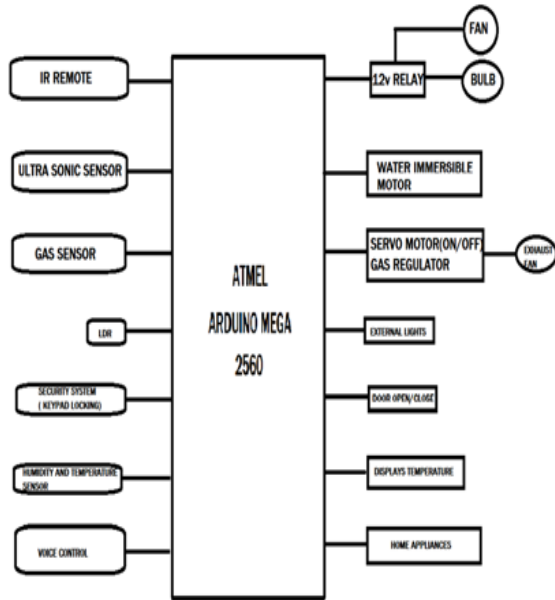 IR REMOTE
ULTRA SONIC SENSOR
GAS SENSOR
LDR
SECURITY SYSTEM
( KEYPAD LOCKING)
HUMIDITY AND TEMPERATURE
SENSOR
VOICE CONTROL
ATMEL
ARDUINO MEGA
2560
FAN
12v RELAY
BULB
WATER IMMERSIBLE
MOTOR
SERVO MOTOR(ON/OFF)
GAS REGULATOR
EXHAUST
FAN
EXTERNAL LIGHTS
DOOR OPEN/CLOSE
DISPLAYS TEMPERATURE
HOME APPLIANCES